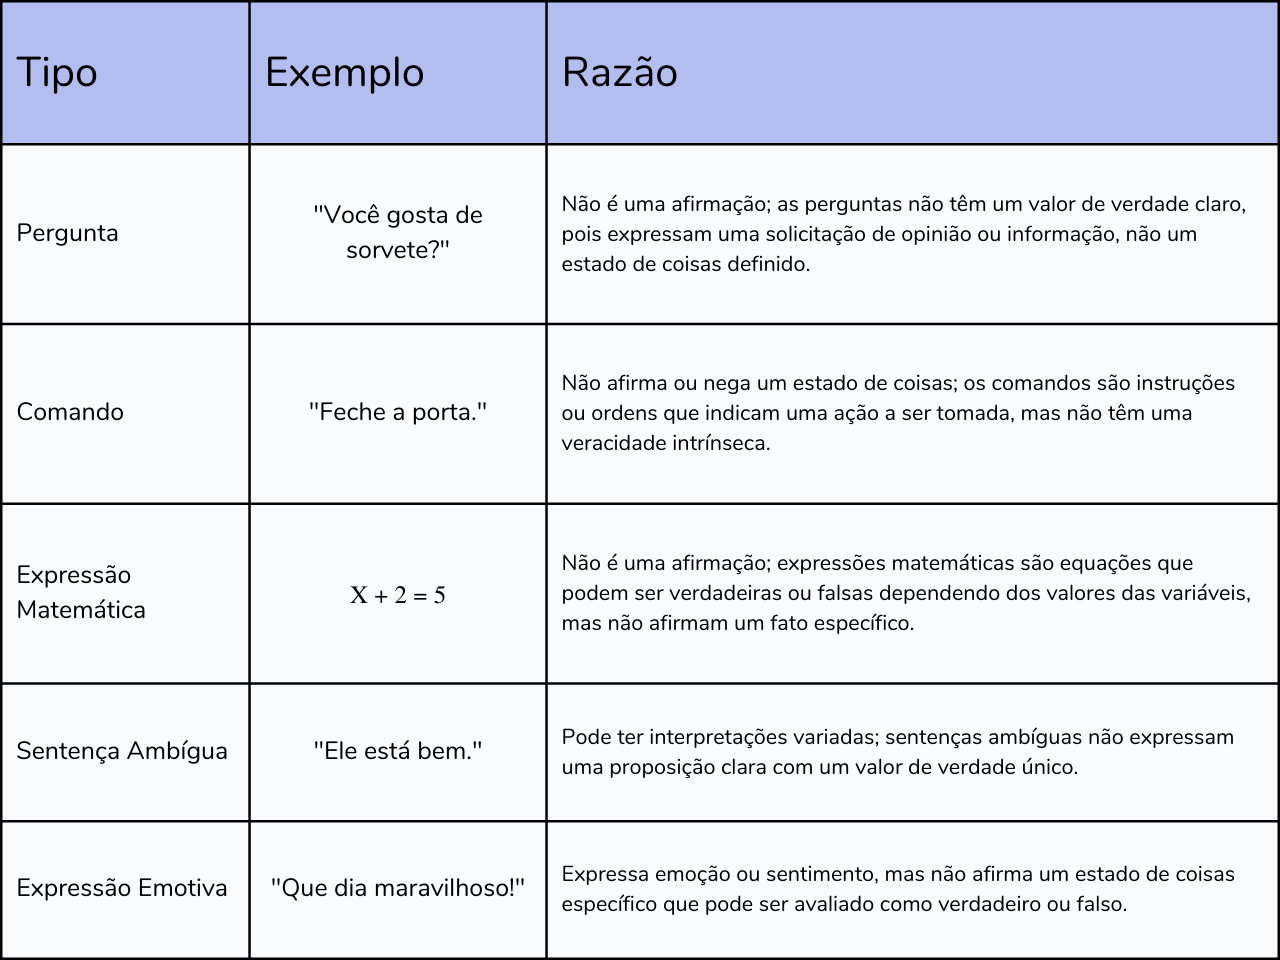 Tipo
Exemplo
Razão
Pergunta
"Você gosta de
sorvete?"
Não é uma afirmação; as perguntas não têm um valor de verdade claro,
pois expressam uma solicitação de opinião ou informação, não um
estado de coisas definido.
Comando
"Feche a porta."
Não afirma ou nega um estado de coisas; os comandos são instruções
ou ordens que indicam uma ação a ser tomada, mas não têm uma
veracidade intrínseca.
Expressão
Matemática
X + 2 = 5
Não é uma afirmação; expressões matemáticas são equações que
podem ser verdadeiras ou falsas dependendo dos valores das variáveis,
mas não afirmam um fato específico.
Sentença Ambígua
"Ele está bem."
Pode ter interpretações variadas; sentenças ambíguas não expressam
uma proposição clara com um valor de verdade único.
Expressão Emotiva
"Que dia maravilhoso!"
Expressa emoção ou sentimento, mas não afirma um estado de coisas
específico que pode ser avaliado como verdadeiro ou falso.